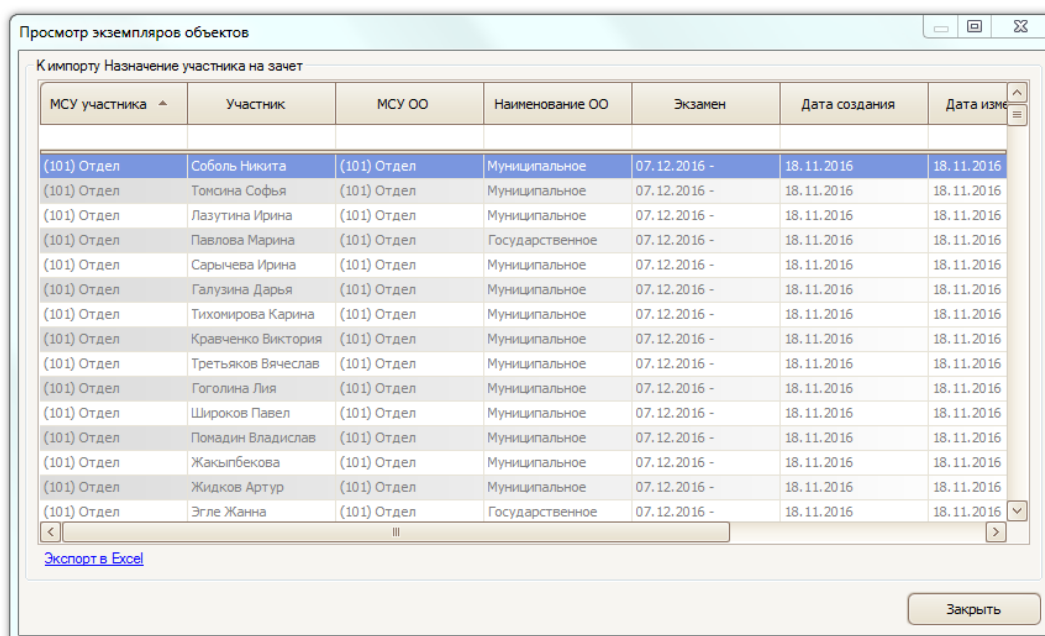 Просмотр экземпляров объектов
К импорту Назначение участника на зачет
МСУ участника Участник МСУ ОО Наименование ОО Экзамен Дата создания Дата изме
(101) Отдел Соболь Никита (101) Отдел Муниципальное 07.12.2016 - 18.11.2016 18.11.2016
(101) Отдел Томсина Софья (101) Отдел Муниципальное 07.12.2016 - 18.11.2016 18.11.2016
(101) Отдел Лазутина Ирина (101) Отдел Муниципальное 07.12.2016 - 18.11.2016 18.11.2016
(101) Отдел Павлова Марина (101) Отдел Государственное 07.12.2016 - 18.11.2016 18.11.2016
(101) Отдел Сарычева Ирина (101) Отдел Муниципальное 07.12.2016 - 18.11.2016 18.11.2016
(101) Отдел Галузина Дарья (101) Отдел Муниципальное 07.12.2016 - 18.11.2016 18.11.2016
(101) Отдел Тихомирова Карина (101) Отдел Муниципальное 07.12.2016 - 18.11.2016 18.11.2016
(101) Отдел Кравченко Виктория (101) Отдел Муниципальное 07.12.2016 - 18.11.2016 18.11.2016
(101) Отдел Третьяков Вячеслав (101) Отдел Муниципальное 07.12.2016 - 18.11.2016 18.11.2016
(101) Отдел Гоголина Лия (101) Отдел Муниципальное 07.12.2016 - 18.11.2016 18.11.2016
(101) Отдел Широков Павел (101) Отдел Муниципальное 07.12.2016 - 18.11.2016 18.11.2016
(101) Отдел Помадин Владислав (101) Отдел Муниципальное 07.12.2016 - 18.11.2016 18.11.2016
(101) Отдел Жакыпбекова (101) Отдел Муниципальное 07.12.2016 - 18.11.2016 18.11.2016
(101) Отдел Жидков Артур (101) Отдел Муниципальное 07.12.2016 - 18.11.2016 18.11.2016
(101) Отдел Эгле Жанна (101) Отдел Государственное 07.12.2016 - 18.11.2016 18.11.2016
Экспорт в Excel
Закрыть